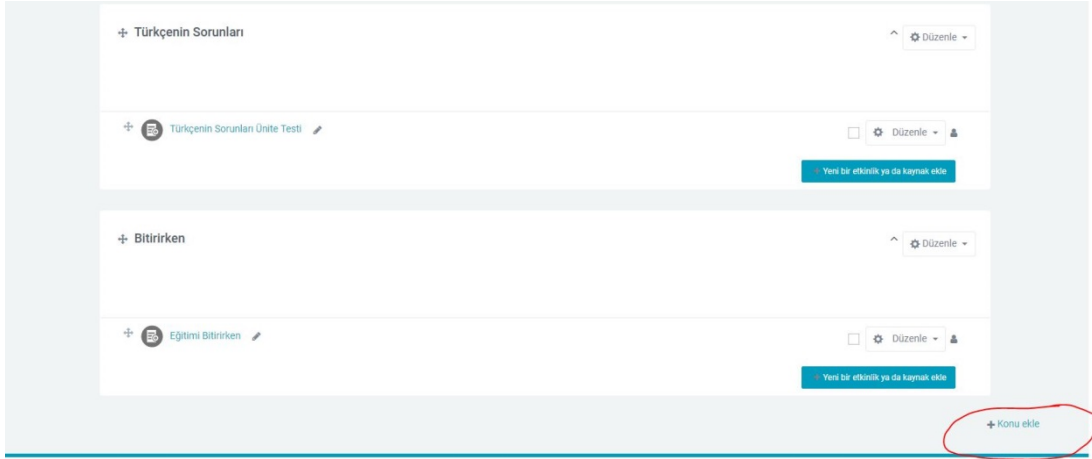 Türkçenin Sorunları
Düzenle
Türkçenin Sorunları Ünite Testi
Düzenle
+ Yeni bir etkinlik ya da kaynak ekle
Bitirirken
Düzenle
Eğitimi Bitirirken
Düzenle
+ Yeni bir etkinlik ya da kaynak ekle
+ Konu ekle